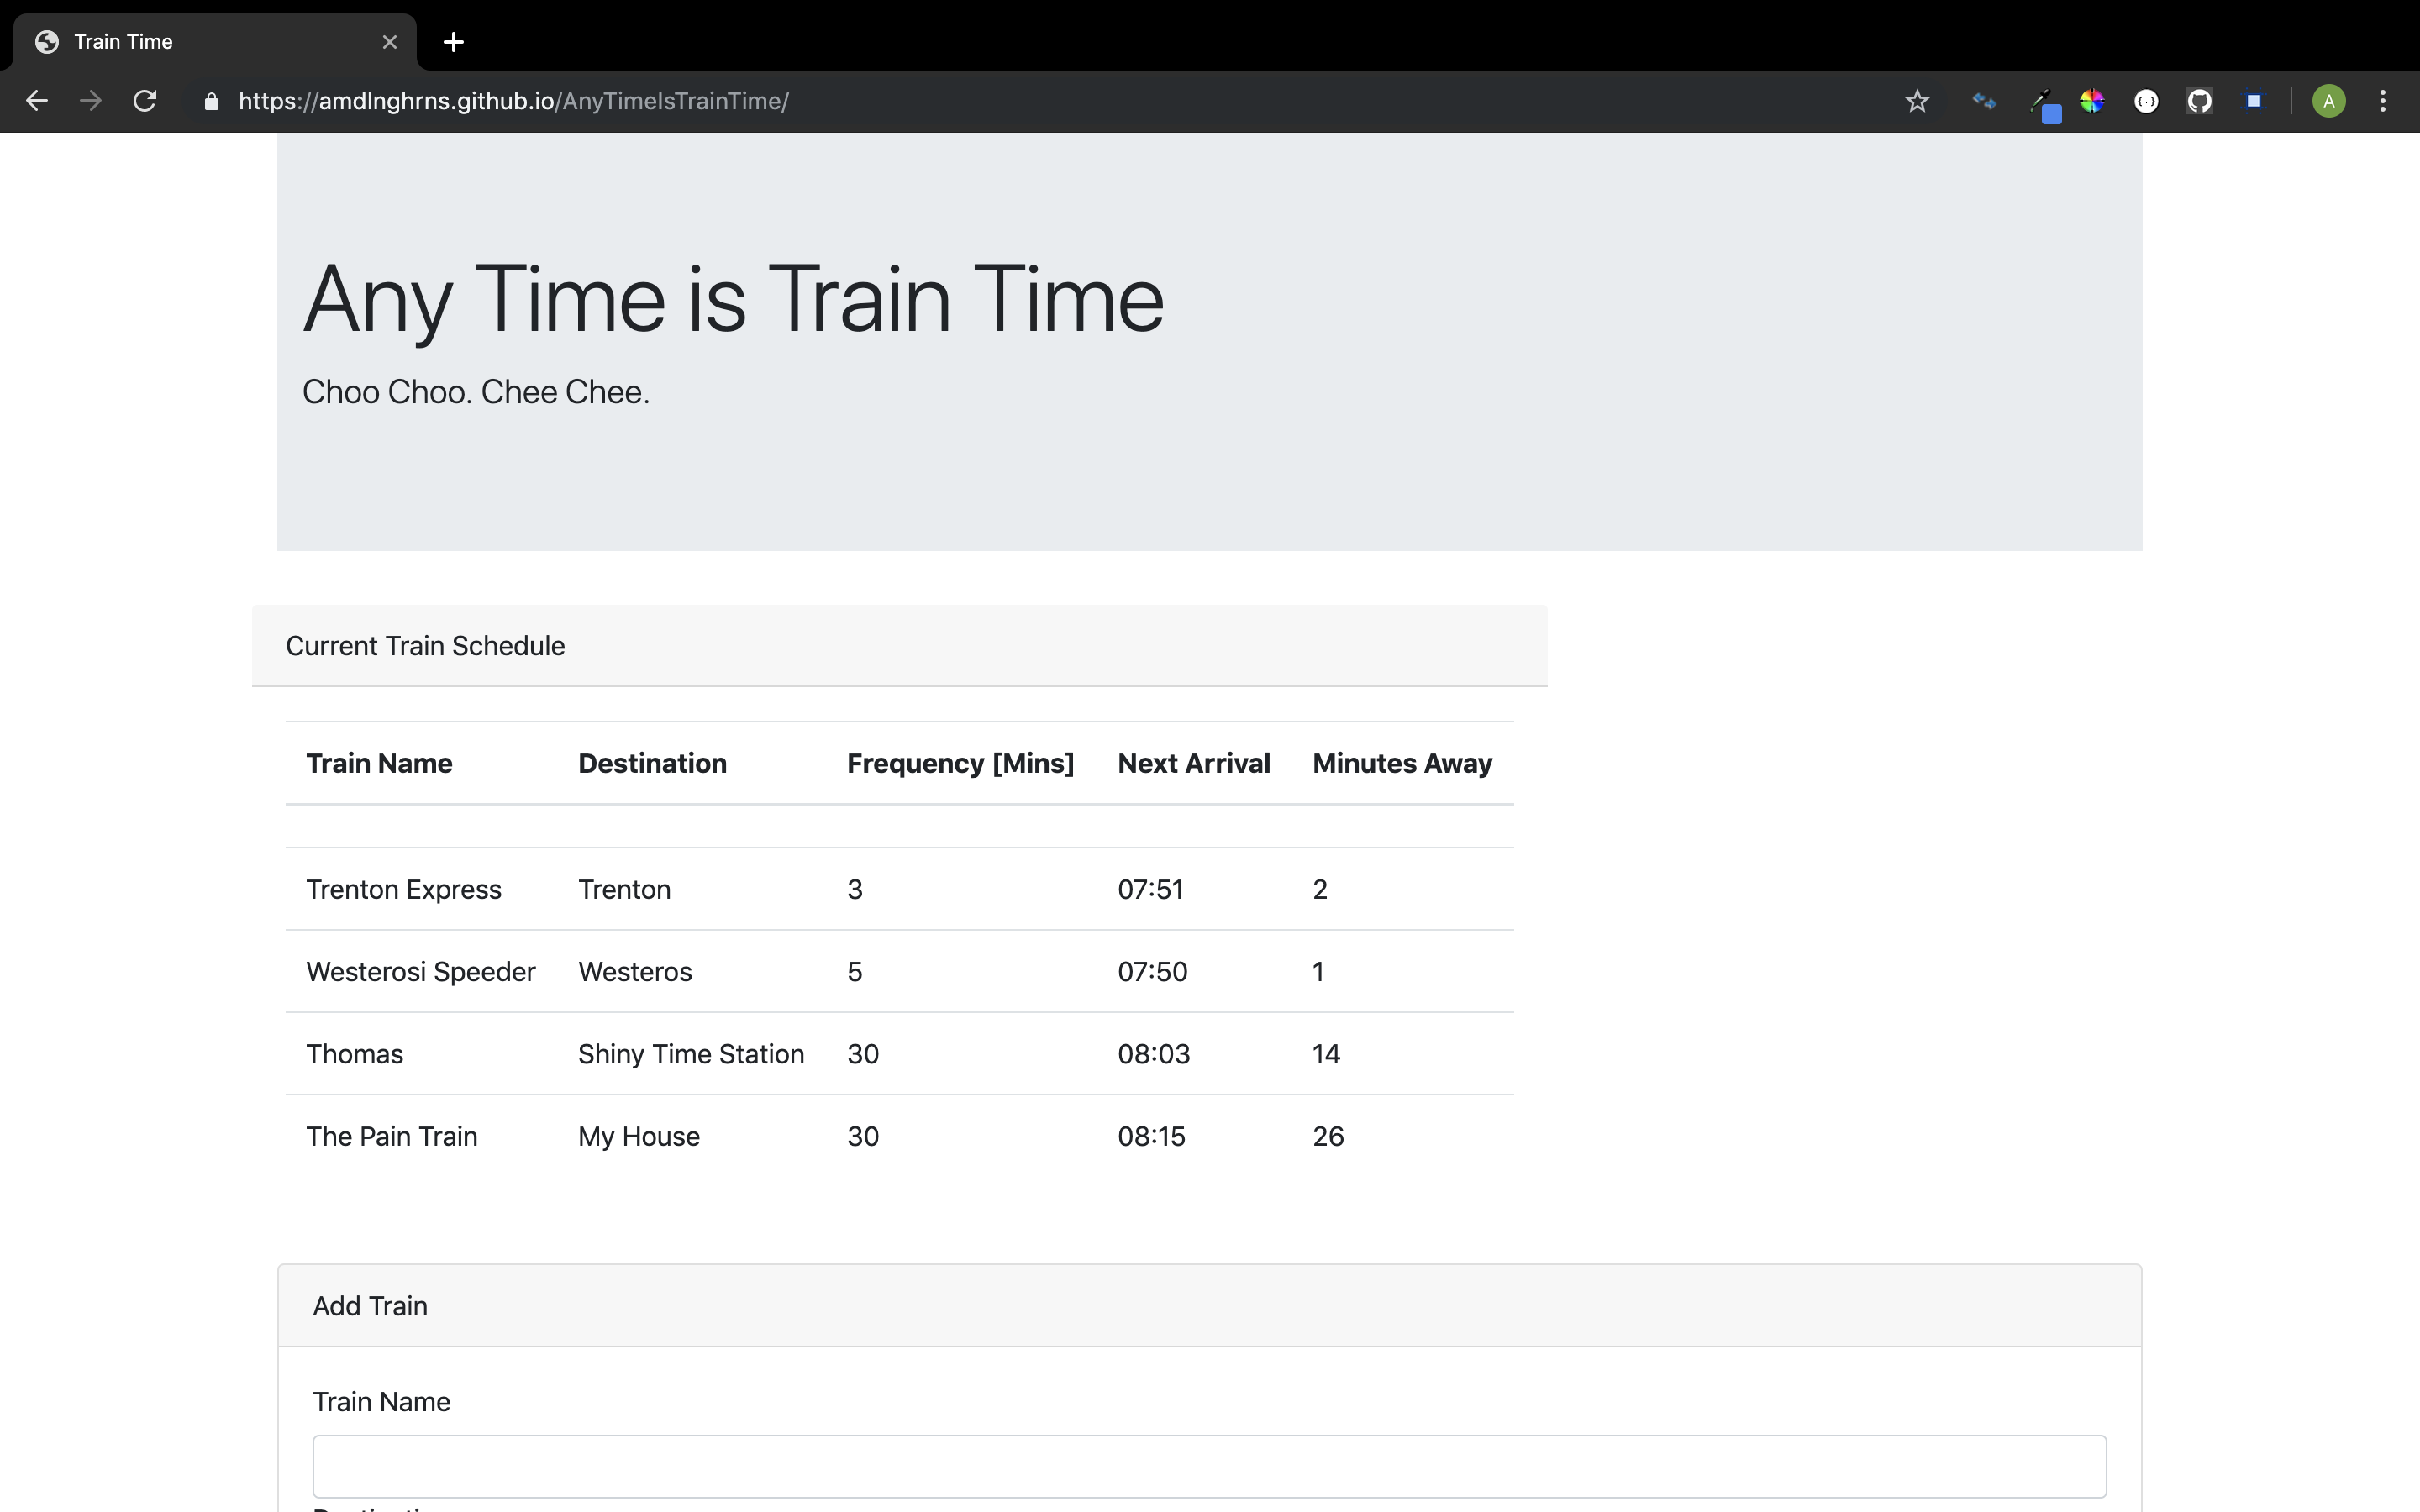 Train Time
https://amdlnghrns.github.io/AnyTimeIsTrainTime/
A
Any Time is Train Time
Choo Choo. Chee Chee.
Current Train Schedule
Train Name Destination Frequency [Mins] Next Arrival Minutes Away
Trenton Express Trenton 3 07:51 2
Westerosi Speeder Westeros 5 07:50 1
Thomas Shiny Time Station 30 08:03 14
The Pain Train My House 30 08:15 26
Add Train
Train Name